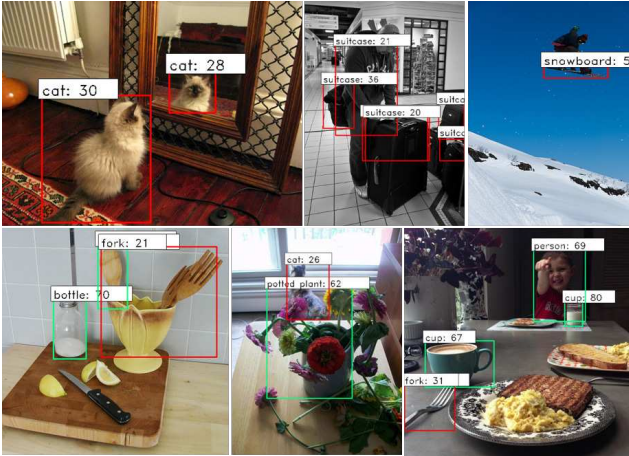 cat: 30
cat: 28
suitcase: 21
suitcase: 36
suitcase: 20
snowboard: 5
fork: 21
bottle: 70
cat: 26
potted plant: 62
person: 69
cup: 80
cup: 67
fork: 31